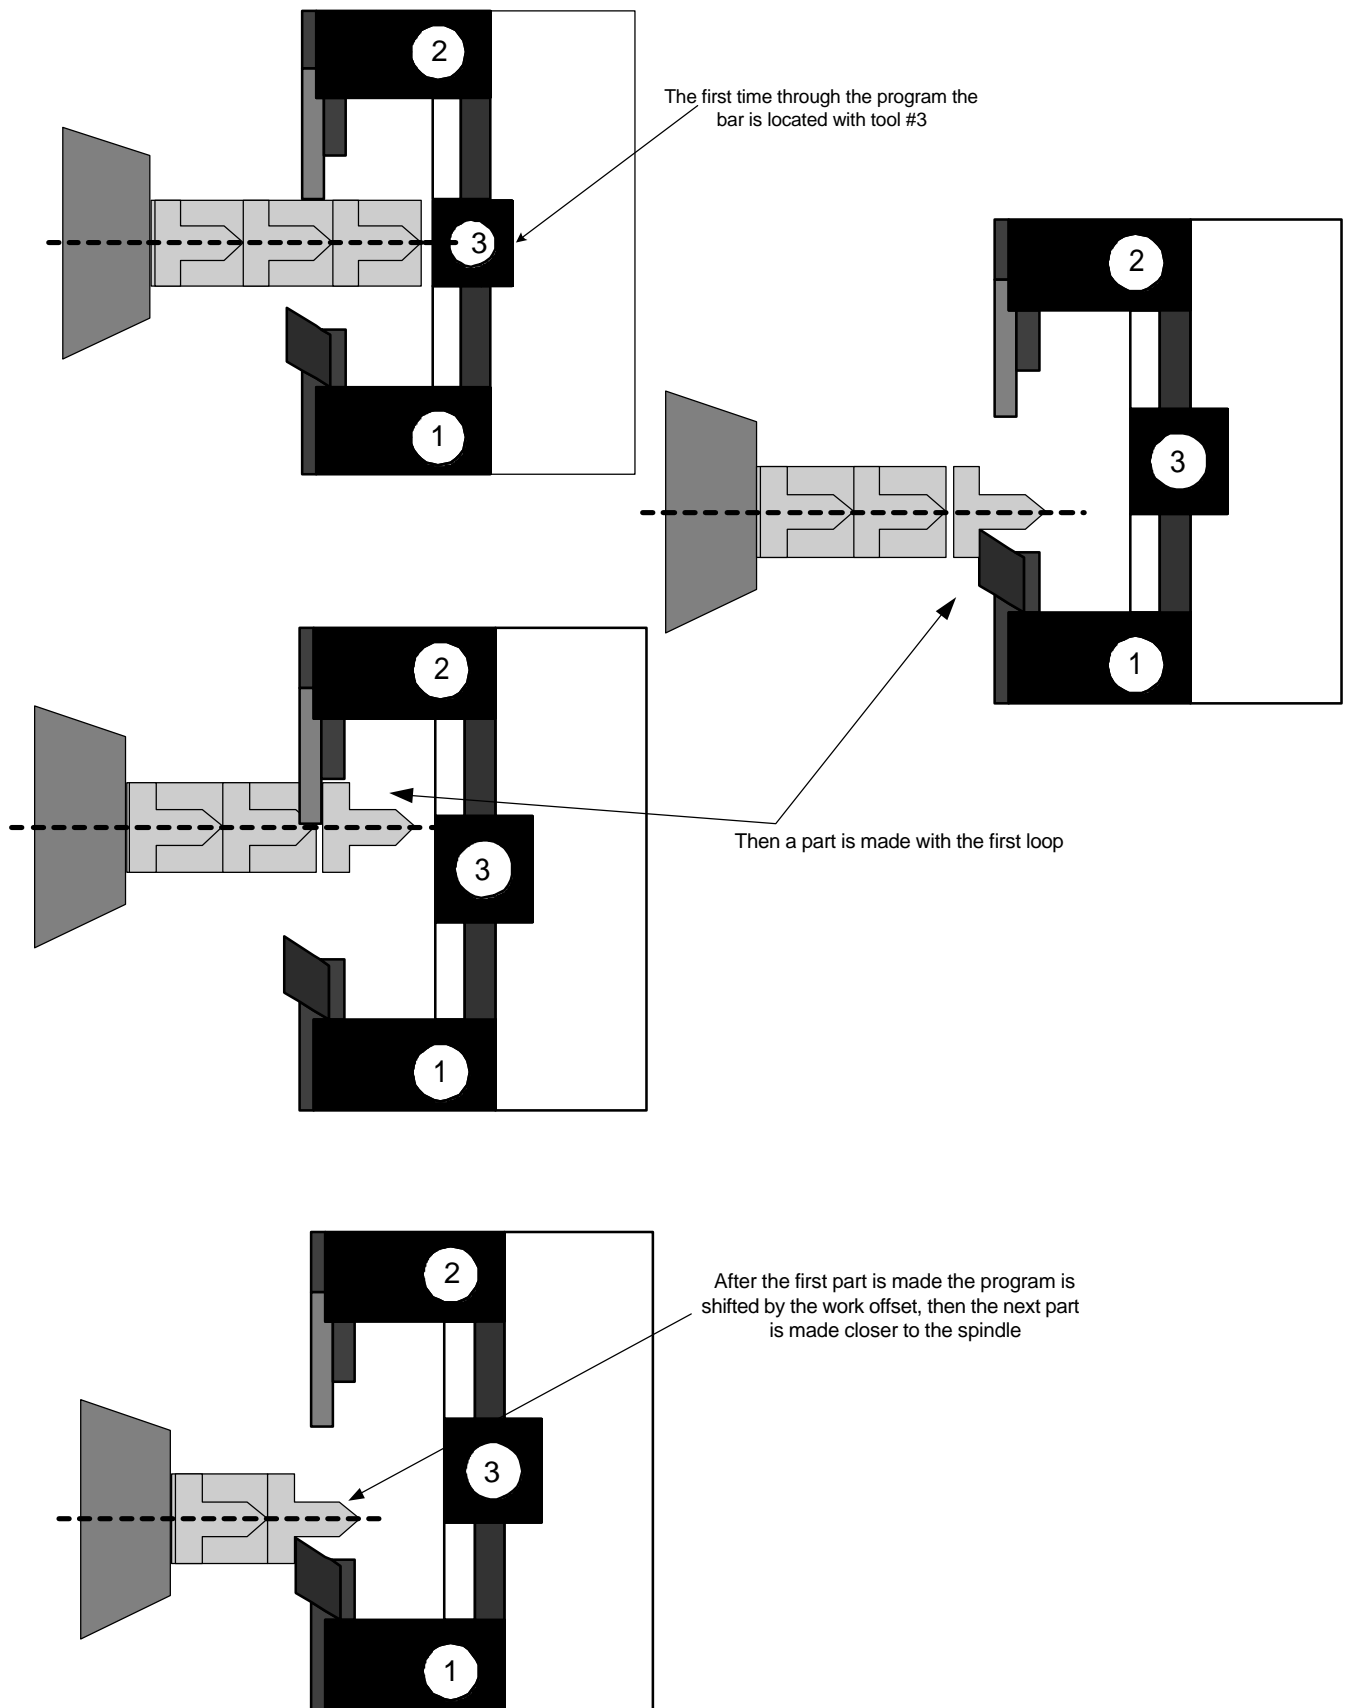 2
The first time through the program the
bar is located with tool #3
3
1
2
3
1
2
3
1
Then a part is made with the first loop
2
After the first part is made the program is
shifted by the work offset, then the next part
is made closer to the spindle
3
1